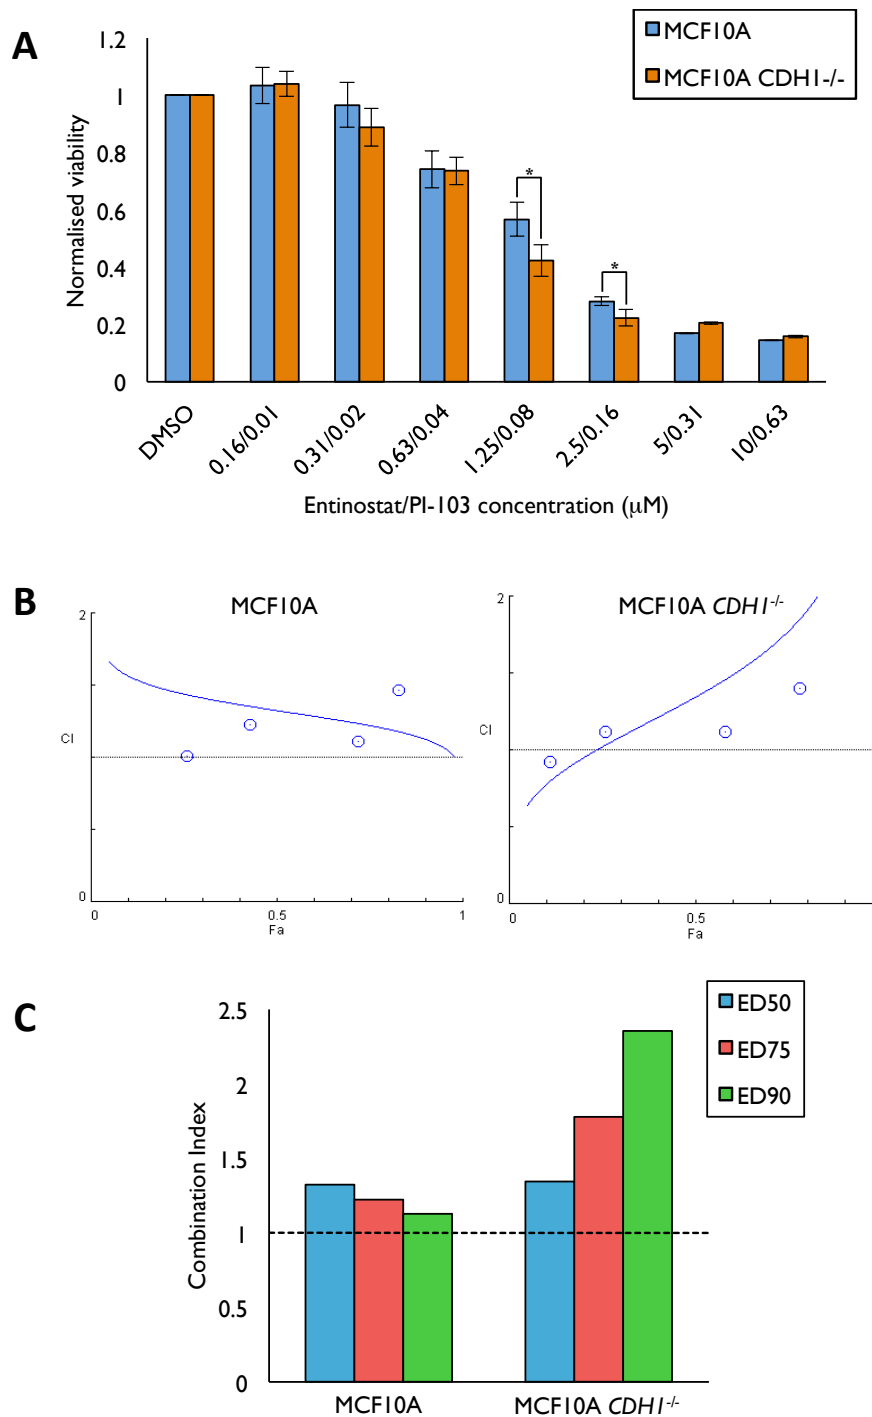 A
1.2
1
0.8
0.6
0.4
0.2
0
Normalised viability
MCF10A
MCF10A CDH1-/-
*
*
DMSO
0.16/0.01
0.31/0.02
0.63/0.04
1.25/0.08
2.5/0.16
5/0.31
10/0.63
Entinostat/PI-103 concentration (μM)
B
MCF10A
2
CI
0
0
0.5
1
Fa
MCF10A CDH1-/-
2
CI
0
0
0.5
Fa
C
2.5
2
1.5
1
0.5
0
Combination Index
ED50
ED75
ED90
MCF10A
MCF10A CDH1-/-